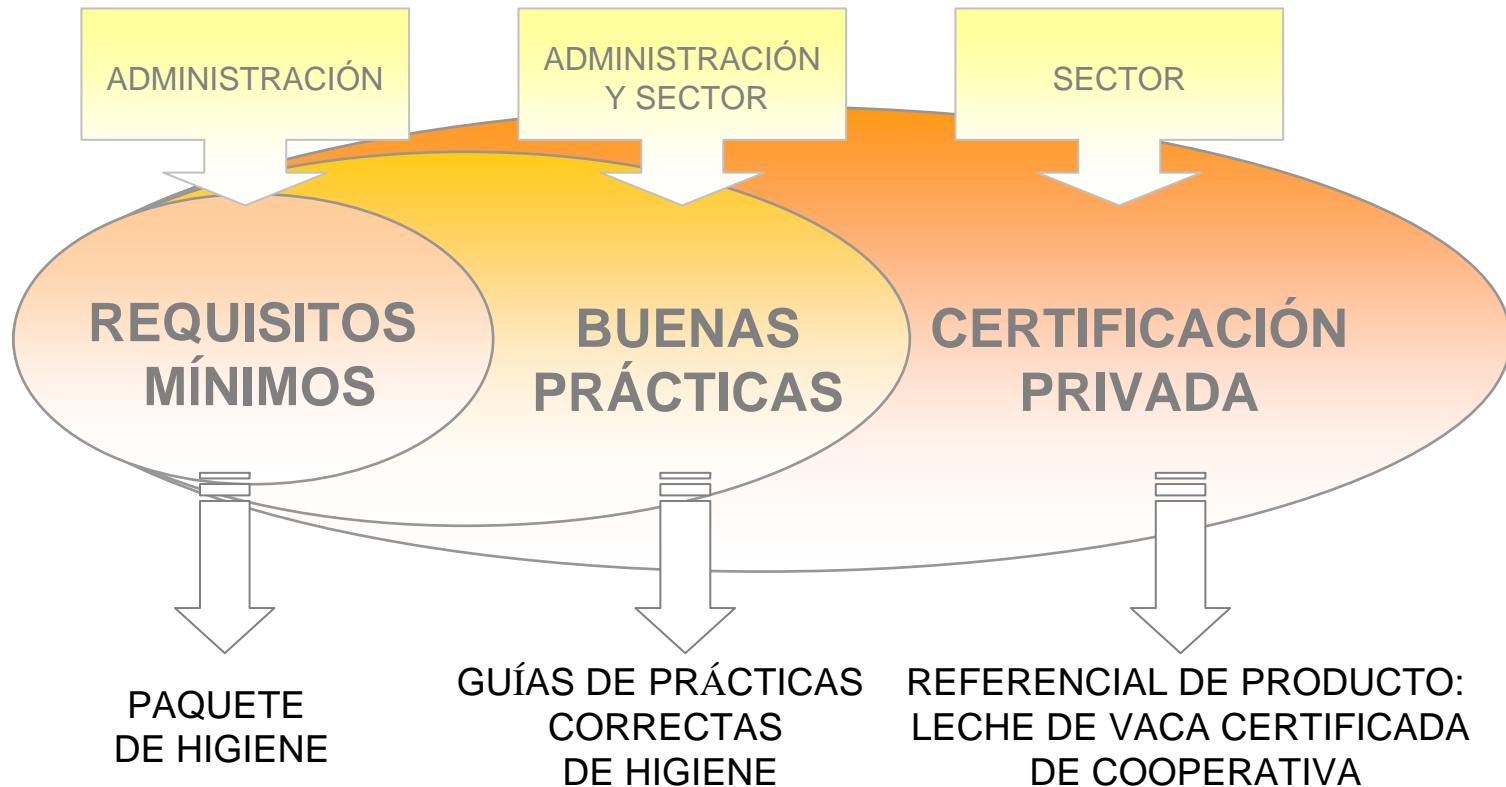 ADMINISTRACIÓN
ADMINISTRACIÓN
Y SECTOR
SECTOR
REQUISITOS
MÍNIMOS
BUENAS
PRÁCTICAS
CERTIFICACIÓN
PRIVADA
PAQUETE
DE HIGIENE
GUÍAS DE PRÁCTICAS
CORRECTAS
DE HIGIENE
REFERENCIAL DE PRODUCTO:
LECHE DE VACA CERTIFICADA
DE COOPERATIVA